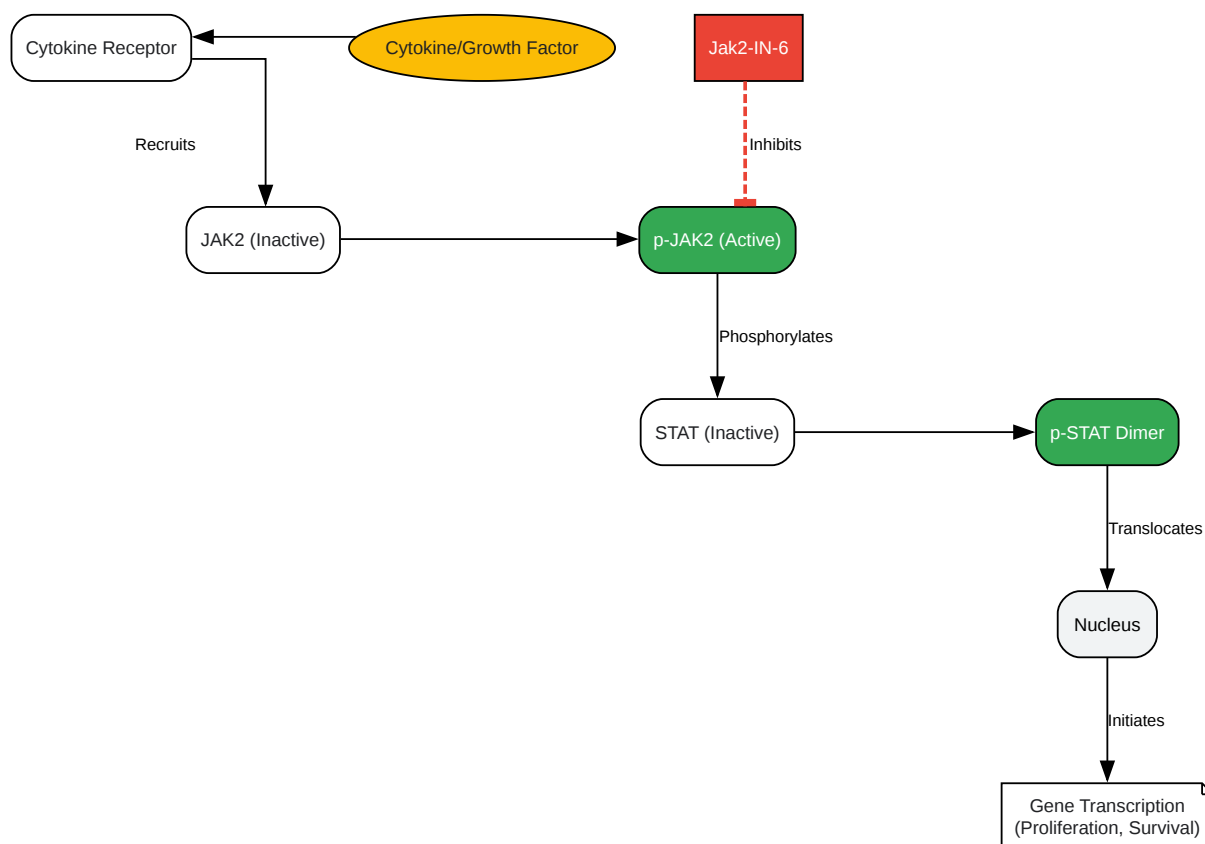 Cytokine Receptor
Cytokine/Growth Factor
Jak2-IN-6
Recruits
Inhibits
JAK2 (Inactive)
p-JAK2 (Active)
Phosphorylates
STAT (Inactive)
p-STAT Dimer
Translocates
Nucleus
Initiates
Gene Transcription
(Proliferation, Survival)